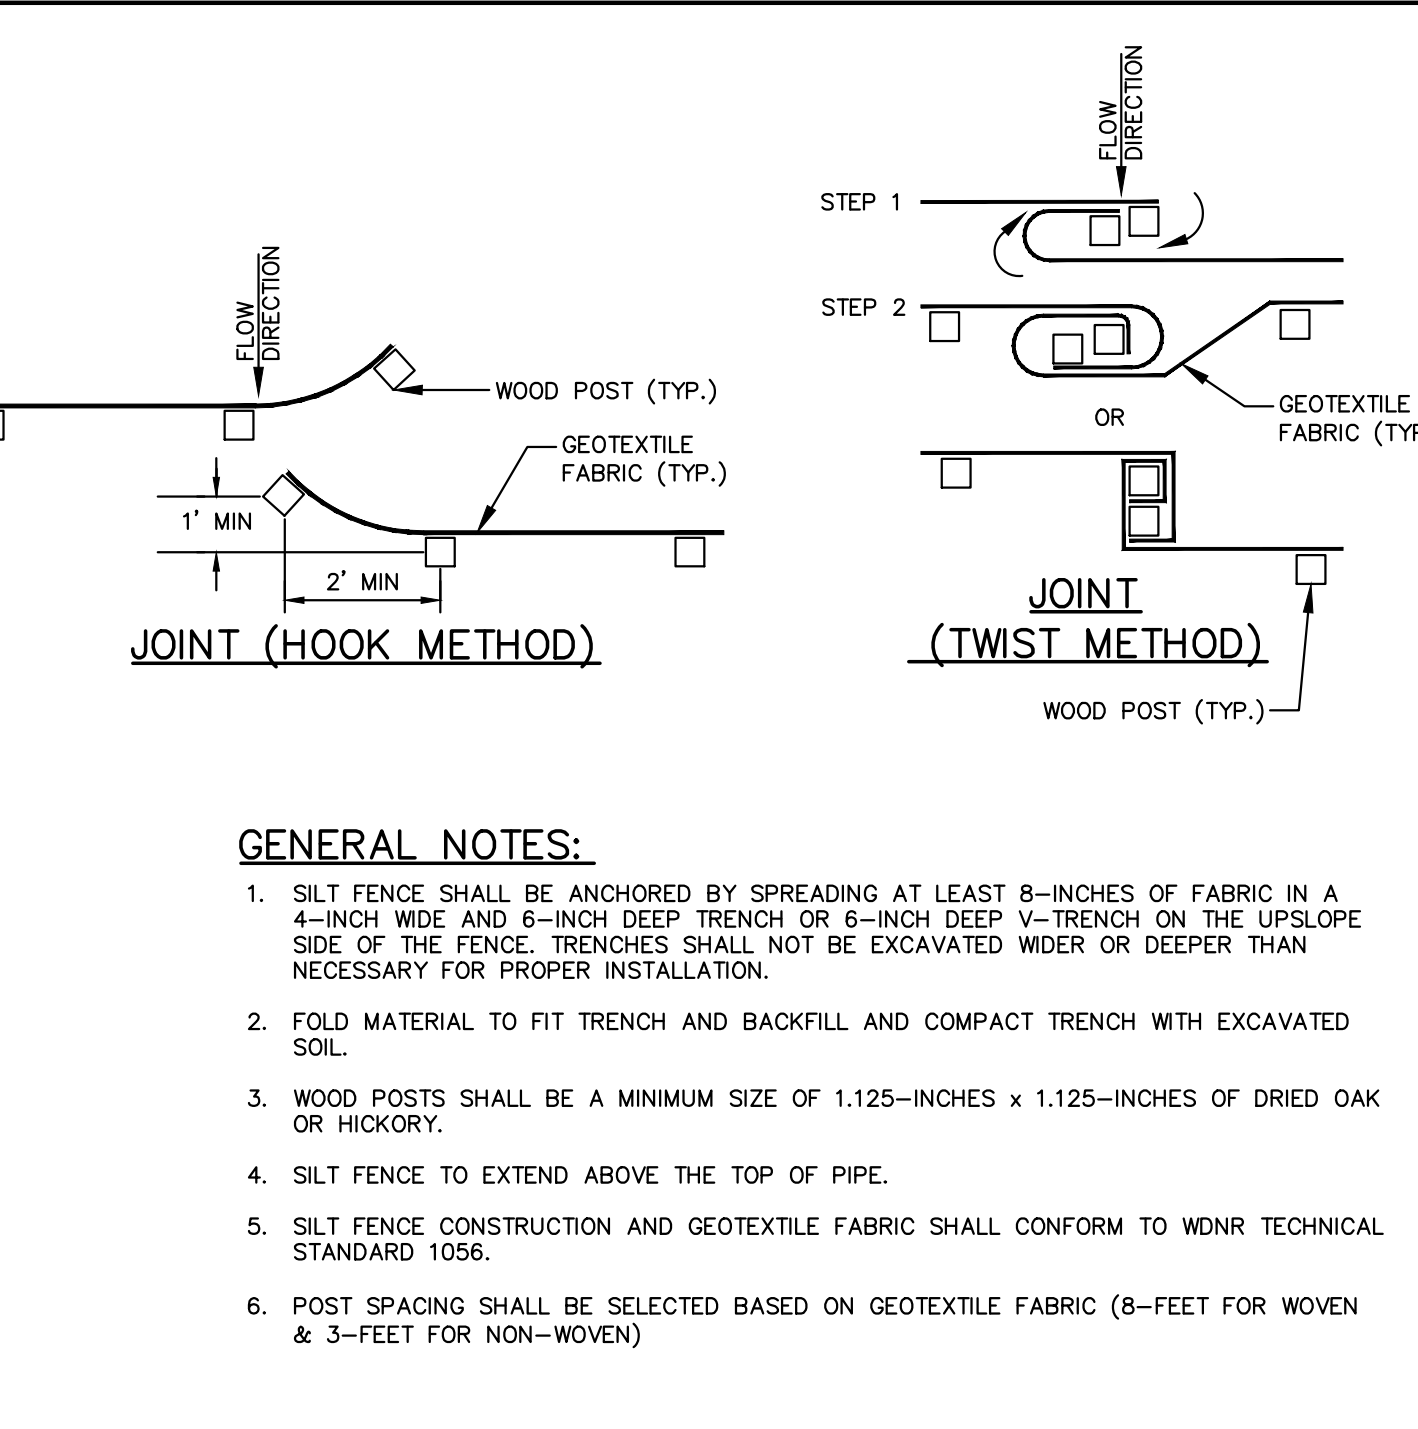 FLOW
DIRECTION
WOOD POST (TYP.)
GEOTEXTILE
FABRIC (TYP.)
1' MIN
2' MIN
JOINT (HOOK METHOD)
FLOW
DIRECTION
STEP 1
STEP 2
GEOTEXTILE
FABRIC (TYP
OR
JOINT
(TWIST METHOD)
WOOD POST (TYP.)
GENERAL NOTES:
1. SILT FENCE SHALL BE ANCHORED BY SPREADING AT LEAST 8–INCHES OF FABRIC IN A
4–INCH WIDE AND 6–INCH DEEP TRENCH OR 6–INCH DEEP V–TRENCH ON THE UPSLOPE
SIDE OF THE FENCE. TRENCHES SHALL NOT BE EXCAVATED WIDER OR DEEPER THAN
NECESSARY FOR PROPER INSTALLATION.
2. FOLD MATERIAL TO FIT TRENCH AND BACKFILL AND COMPACT TRENCH WITH EXCAVATED
SOIL.
3. WOOD POSTS SHALL BE A MINIMUM SIZE OF 1.125–INCHES x 1.125–INCHES OF DRIED OAK
OR HICKORY.
4. SILT FENCE TO EXTEND ABOVE THE TOP OF PIPE.
5. SILT FENCE CONSTRUCTION AND GEOTEXTILE FABRIC SHALL CONFORM TO WDNR TECHNICAL
STANDARD 1056.
6. POST SPACING SHALL BE SELECTED BASED ON GEOTEXTILE FABRIC (8–FEET FOR WOVEN
& 3–FEET FOR NON–WOVEN)